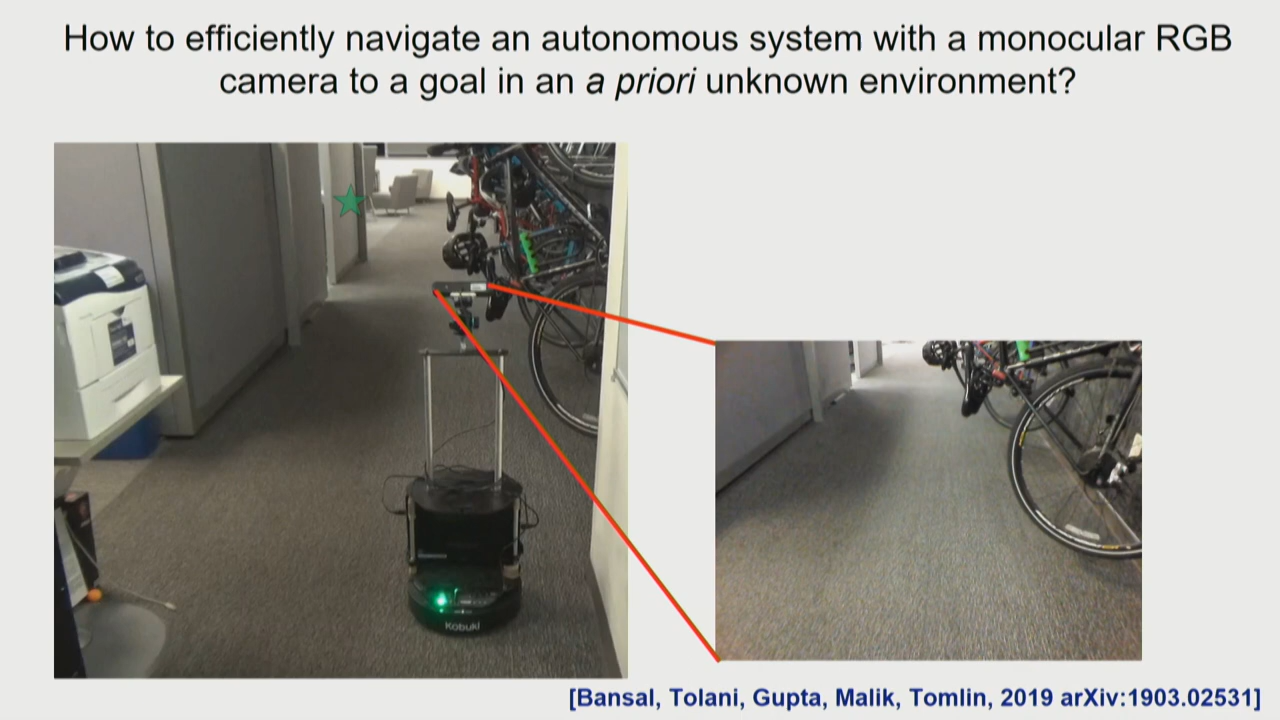 How to efficiently navigate an autonomous system with a monocular RGB
camera to a goal in an a priori unknown environment?
Kobuki
[Bansal, Tolani, Gupta, Malik, Tomlin, 2019 arXiv:1903.02531]